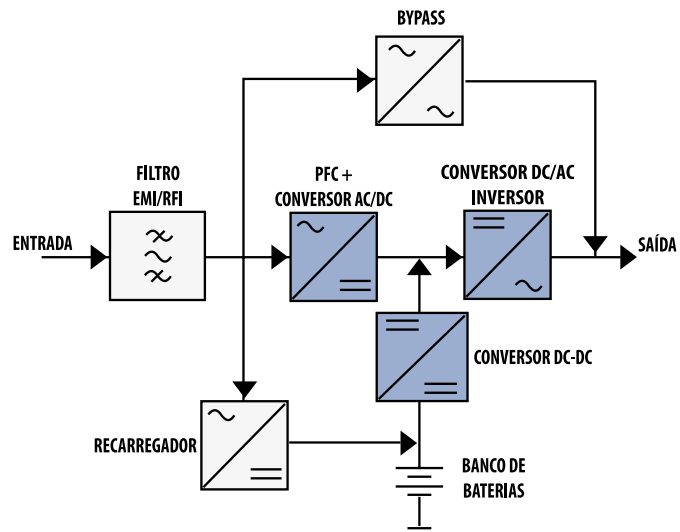 BYPASS
FILTRO
EMI/RFI
PFC +
CONVERSOR AC/DC
CONVERSOR DC/AC
INVERSOR
ENTRADA
SAÍDA
CONVERSOR DC-DC
RECARREGADOR
BANCO DE
BATERIAS